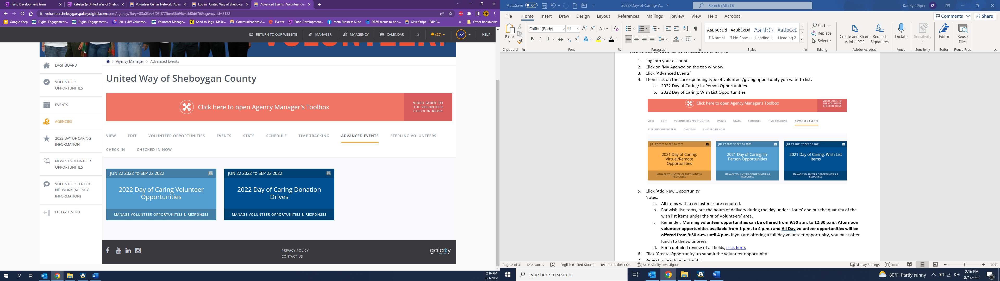 Fund Development Team
Katelyn @ United Way of Sheboy
Volunteer Center Network (Agen
Log in | United Way of Sheboyga
Advanced Events | Volunteer Cen
volunteersheboygan.galaxydigital.com/aem/agency/?key=83a03ee8f08d77fbea86b96e4dd0d676&agency_id=5182
Google Keep
Digital Engagement...
Digital Engagement...
(20+) UW Voluntee...
Volunteer Manage...
Send to Tags | Mailc...
Communications A...
Events
Fund Development...
Meta Business Suite
DE&I seems to be s...
SilverStripe - Edit P...
»
Other bookmarks
RETURN TO OUR WEBSITE
MANAGER
MY AGENCY
CALENDAR
(55)
KP
HELP
DASHBOARD
VOLUNTEER
OPPORTUNITIES
EVENTS
AGENCIES
2022 DAY OF CARING
INFORMATION
NEWEST VOLUNTEER
OPPORTUNITIES
VOLUNTEER CENTER
NETWORK (AGENCY
INFORMATION)
COLLAPSE MENU
Agency Manager > Advanced Events
United Way of Sheboygan County
Click here to open Agency Manager's Toolbox
VIDEO GUIDE TO
THE VOLUNTEER
CHECK-IN KIOSK
VIEW EDIT VOLUNTEER OPPORTUNITIES EVENTS STATS SCHEDULE TIME TRACKING ADVANCED EVENTS STERLING VOLUNTEERS
CHECK-IN CHECKED IN NOW
JUN 22 2022 TO SEP 22 2022
2022 Day of Caring Volunteer
Opportunities
MANAGE VOLUNTEER OPPORTUNITIES & RESPONSES
JUN 22 2022 TO SEP 22 2022
2022 Day of Caring Donation
Drives
MANAGE VOLUNTEER OPPORTUNITIES & RESPONSES
PRIVACY POLICY
CONTACT US
galaxy
digital
2:16 PM
8/1/2022
AutoSave Off
2022-Day-of-Caring-V...
Search (Alt+Q)
Katelyn Piper KP
File Home Insert Draw Design Layout References Mailings Review View Help Acrobat
Comments Share
Paste
Clipboard
Calibri (Body) 11
Font
Paragraph
AaBbCcDd AaBbCcDd AaBbCc AaBbCcE
¶ Normal ¶ No Spac... Heading 1 Heading 2
Styles
Find
Replace
Select
Editing
Create and Share
Adobe PDF
Request
Signatures
Adobe Acrobat
Dictate
Voice
Sensitivity
Sensitivity
Editor
Editor
Reuse
Files
Reuse Files
1. Log into your account
2. Click on ‘My Agency’ on the top window
3. Click ‘Advanced Events’
4. Then click on the corresponding type of volunteer/giving opportunity you want to list:
a. 2022 Day of Caring: In-Person Opportunities
b. 2022 Day of Caring: Wish List Opportunities
Click here to open Agency Manager's Toolbox
VIDEO GUIDE TO
THE VOLUNTEER
CHECK-IN KIOSK
VIEW EDIT VOLUNTEER OPPORTUNITIES EVENTS STATS SCHEDULE TIME TRACKING ADVANCED EVENTS
STERLING VOLUNTEERS CHECK-IN CHECKED IN NOW
JUL 27 2021 TO SEP 16 2021
2021 Day of Caring:
Virtual/Remote
Opportunities
MANAGE VOLUNTEER OPPORTUNITIES &
RESPONSES
JUL 27 2021 TO SEP 16 2021
2021 Day of Caring: In-
Person Opportunities
MANAGE VOLUNTEER OPPORTUNITIES &
RESPONSES
JUL 27 2021 TO SEP 16 2021
2021 Day of Caring: Wish List
Items
MANAGE VOLUNTEER OPPORTUNITIES &
RESPONSES
5. Click ‘Add New Opportunity’
Notes:
a. All items with a red asterisk are required.
b. For wish list items, put the hours of delivery during the day under ‘Hours’ and put the quantity of the
wish list items under the ‘# of Volunteers’ area.
c. Reminder: Morning volunteer opportunities can be offered from 9:30 a.m. to 12:30 p.m.; Afternoon
volunteer opportunities available from 1 p.m. to 4 p.m.; and All Day volunteer opportunities will be
offered from 9:30 a.m. until 4 p.m. If you are offering a full-day volunteer opportunity, you must offer
lunch to the volunteers.
d. For a detailed review of all fields, click here.
6. Click ‘Create Opportunity’ to submit the volunteer opportunity
7. Repeat for each opportunity
Page 2 of 3 1234 words English (United States) Text Predictions: On Accessibility: Investigate
Display Settings Focus 100%
Type here to search
80°F Partly sunny
2:16 PM
8/1/2022
19